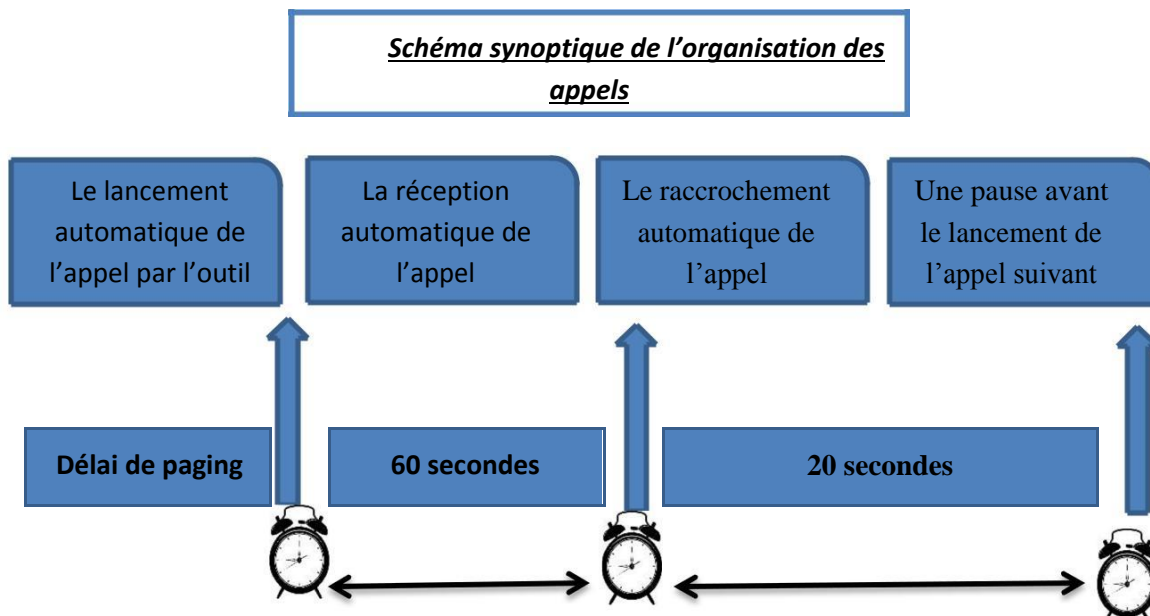 Schéma synoptique de l’organisation des
appels
Le lancement
automatique de
l’appel par l’outil
La réception
automatique de
l’appel
Le raccrochement
automatique de
l’appel
Une pause avant
le lancement de
l’appel suivant
Délai de paging
60 secondes
20 secondes